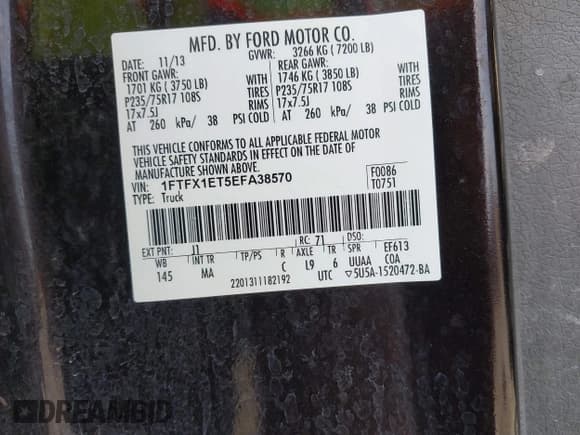 MFD. BY FORD MOTOR CO.
DATE: 11/13 GVWR: 3266 KG ( 7200 LB)
FRONT GAWR: REAR GAWR:
1701 KG ( 3750 LB) 1746 KG ( 3850 LB)
P235/75R17 108S TIRES P235/75R17 108S TIRES
17x7.5J RIMS 17x7.5J RIMS
AT 260 kPa/ 38 PSI COLD AT 260 kPa/ 38 PSI COLD
THIS VEHICLE CONFORMS TO ALL APPLICABLE FEDERAL MOTOR
VEHICLE SAFETY STANDARDS IN EFFECT ON THE DATE OF
MANUFACTURE SHOWN ABOVE.
VIN: 1FTFX1ET5EFA38570 F0086
TYPE: Truck T0751
EXT PNT: J1 RC: 71 DSO:
WB INT TR TP/PS R AXLE TR SPR EF613
145 MA C L9 6 UUAA COA
2201311182192 UTC ▽5U5A-1520472-BA
DREAMBID